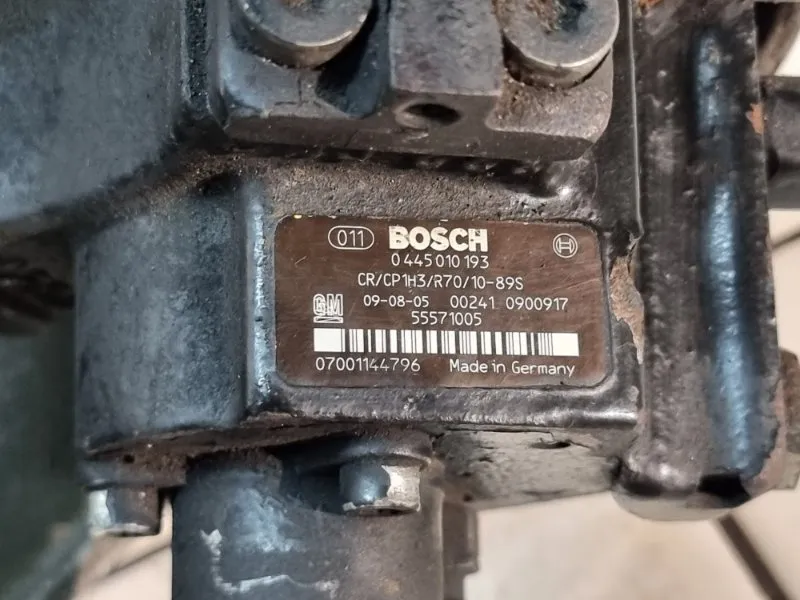 011 BOSCH
0 445 010 193
CR/CP1H3/R70/10-89S
GM 09-08-05 00241 0900917
55571005
07001144796 Made in Germany